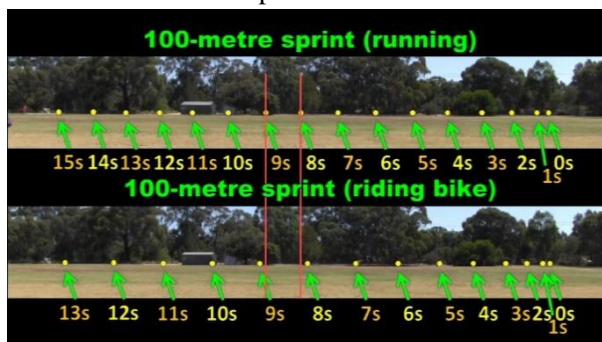 100-metre sprint (running)
15s 14s 13s 12s 11s 10s 9s 8s 7s 6s 5s 4s 3s 2s 0s
1s
100-metre sprint (riding bike)
13s 12s 11s 10s 9s 8s 7s 6s 5s 4s 3s 2s 0s
1s